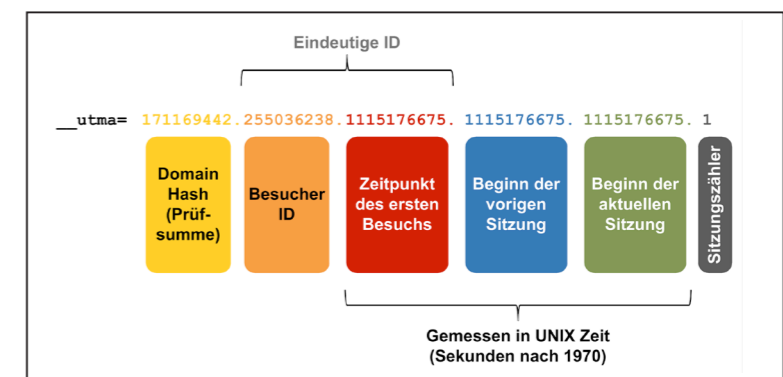 Eindeutige ID
__utma= 171169442.255036238.1115176675. 1115176675. 1115176675. 1
Domain
Hash
(Prüf-
summe)
Besucher
ID
Zeitpunkt
des ersten
Besuchs
Beginn der
vorigen
Sitzung
Beginn der
aktuellen
Sitzung
Sitzungszähler
Gemessen in UNIX Zeit
(Sekunden nach 1970)